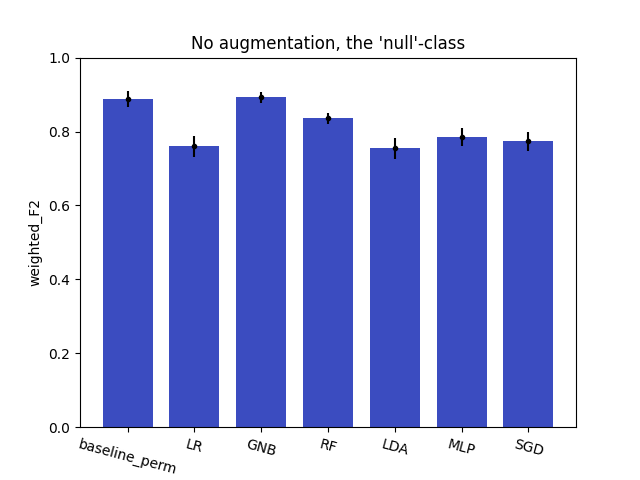 No augmentation, the 'null'-class
weighted_F2
1.0
0.8
0.6
0.4
0.2
0.0
baseline_perm
LR
GNB
RF
LDA
MLP
SGD